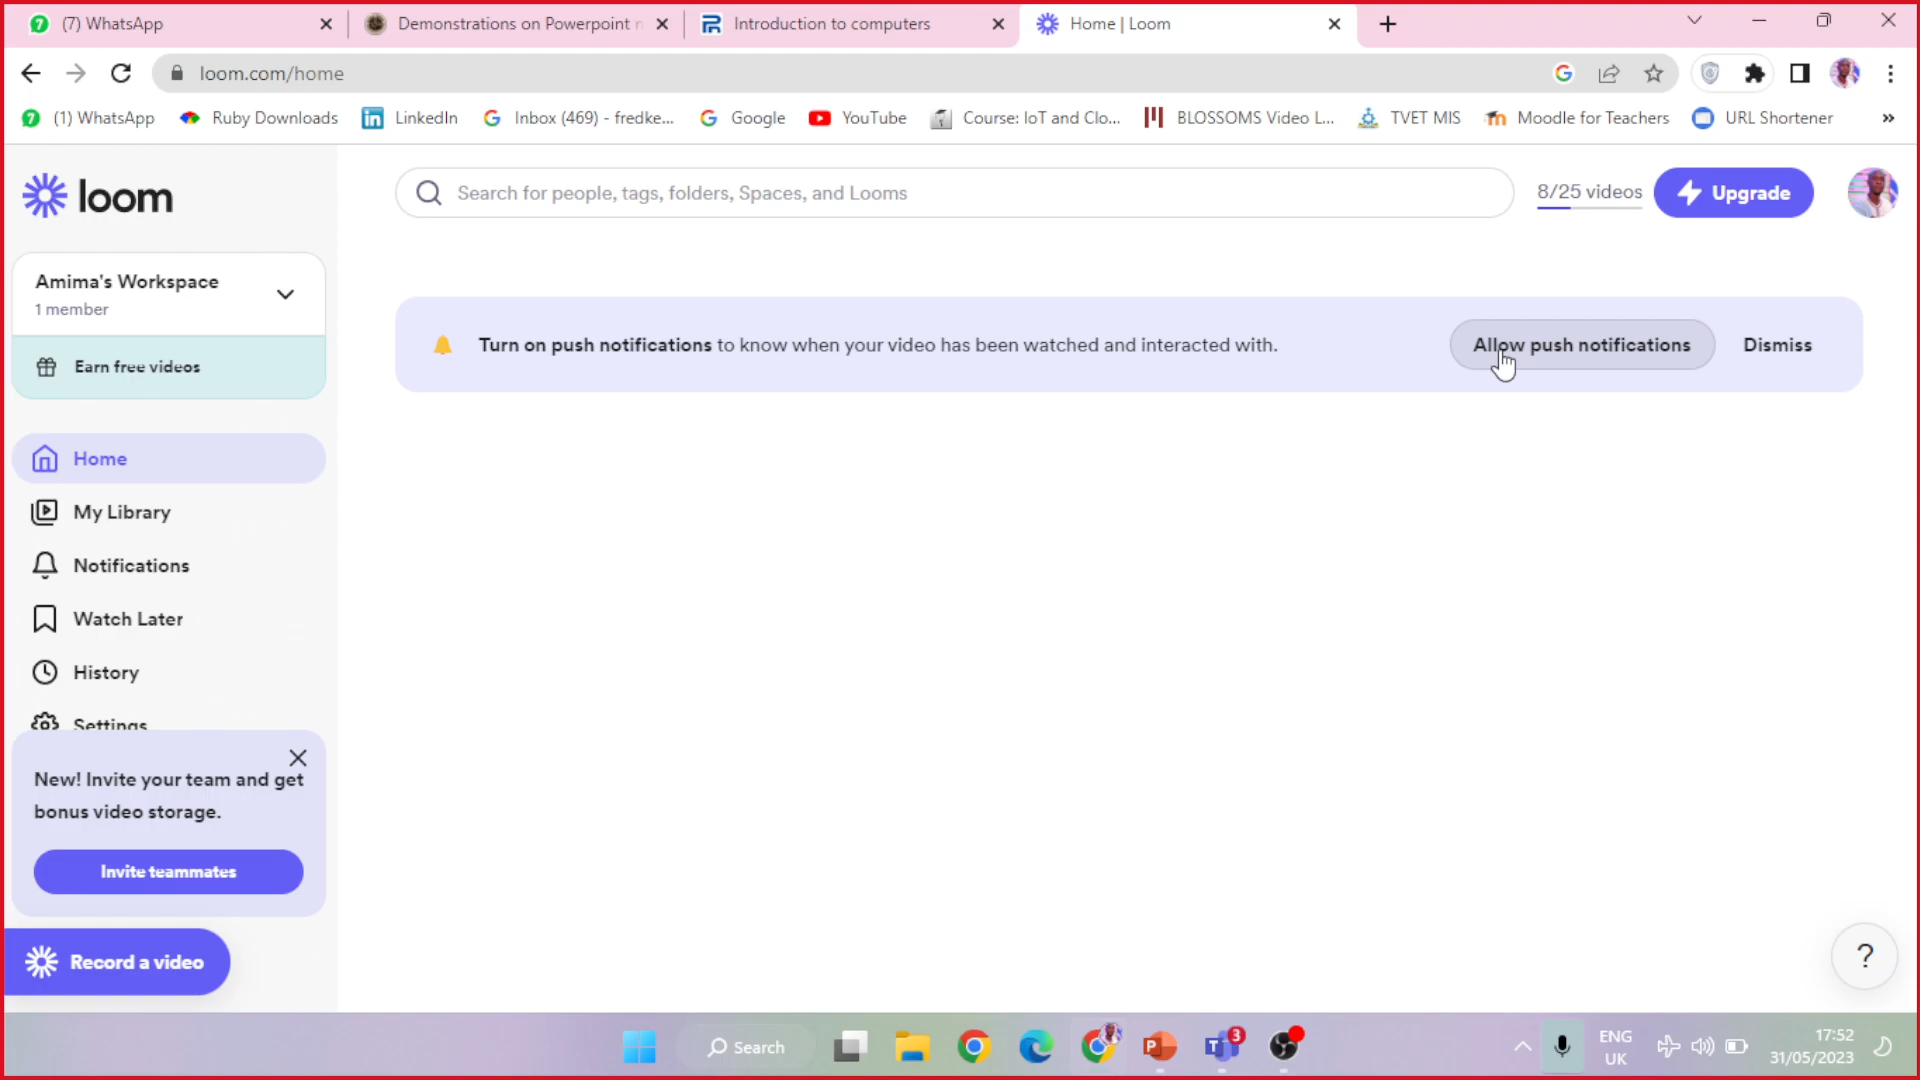 (7) WhatsApp
Demonstrations on Powerpoint
Introduction to computers
Home | Loom
loom.com/home
(1) WhatsApp
Ruby Downloads
LinkedIn
Inbox (469) - fredke...
Google
YouTube
Course: IoT and Clo...
BLOSSOMS Video L...
TVET MIS
Moodle for Teachers
URL Shortener
»
loom
Search for people, tags, folders, Spaces, and Looms
8/25 videos
Upgrade
Amima's Workspace
1 member
Turn on push notifications to know when your video has been watched and interacted with.
Allow push notifications
Dismiss
Earn free videos
Home
My Library
Notifications
Watch Later
History
Settings
New! Invite your team and get
bonus video storage.
Invite teammates
Record a video
?
Search
3
ENG
UK
17:52
31/05/2023